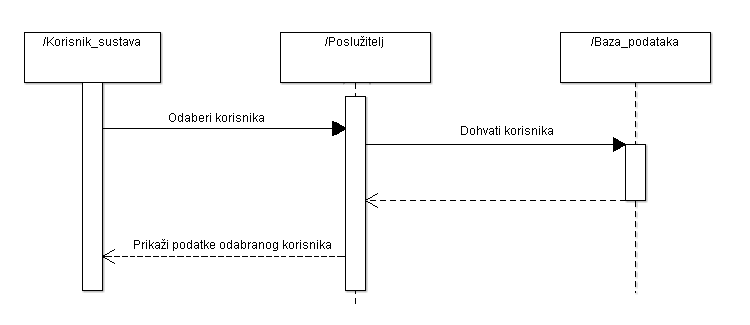 /Korisnik_sustava
/Poslužitelj
/Baza_podataka
Odaberi korisnika
Dohvati korisnika
Prikaži podatke odabranog korisnika